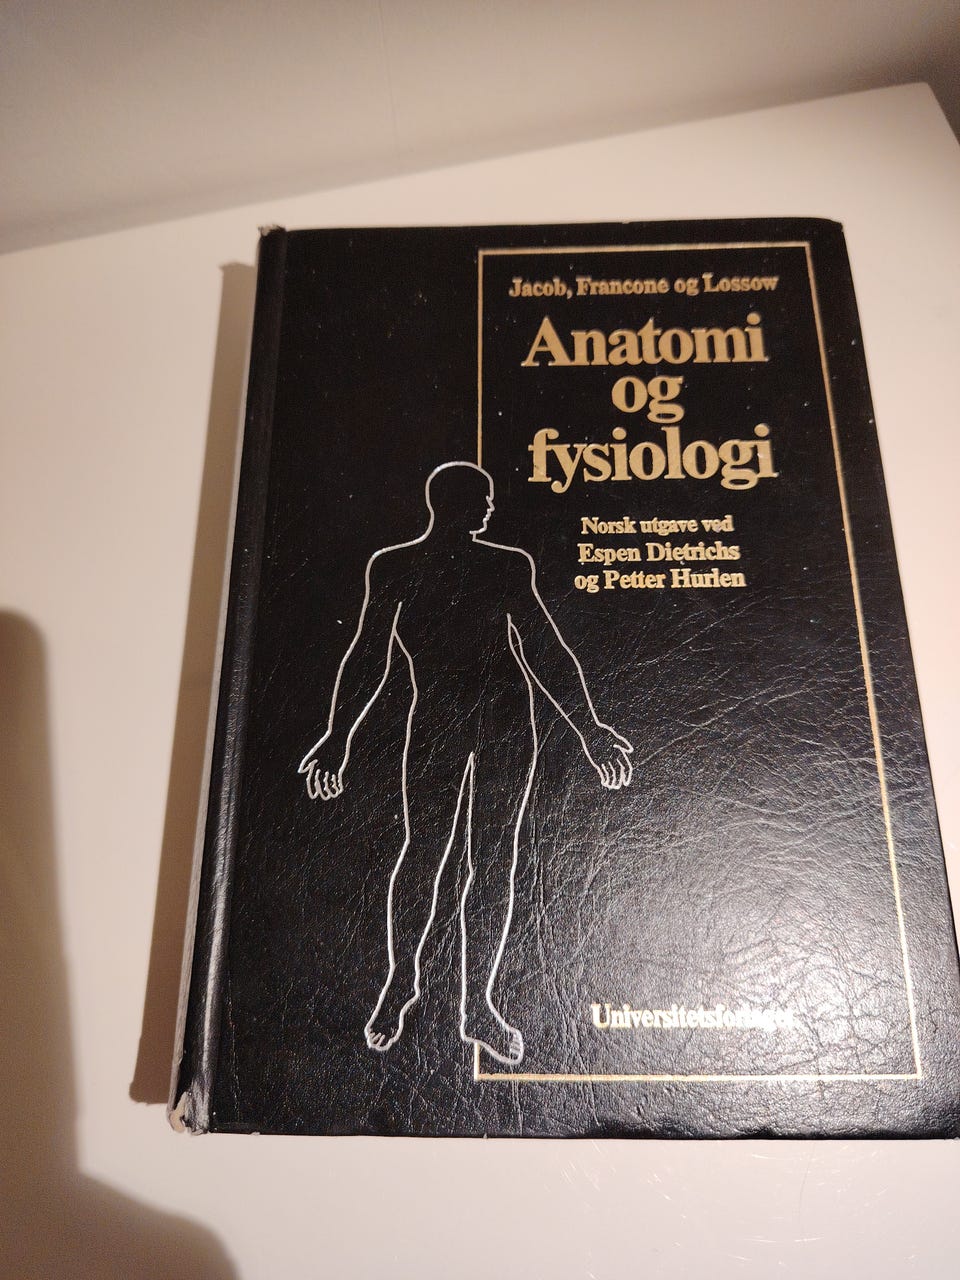 Jacob, Francone og Lossow
Anatomi
og
fysiologi
Norsk utgave ved
Espen Dietrichs
og Petter Hurlen
Universitetsforlaget